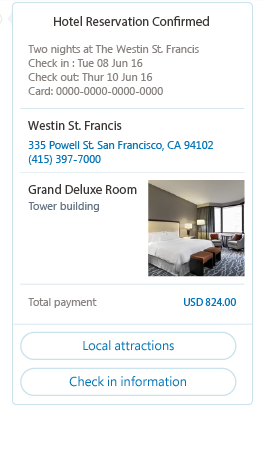 Hotel Reservation Confirmed
Two nights at The Westin St. Francis
Check in : Tue 08 Jun 16
Check out: Thur 10 Jun 16
Card: 0000-0000-0000-0000
Westin St. Francis
335 Powell St. San Francisco, CA 94102
(415) 397-7000
Grand Deluxe Room
Tower building
Total payment USD 824.00
Local attractions
Check in information